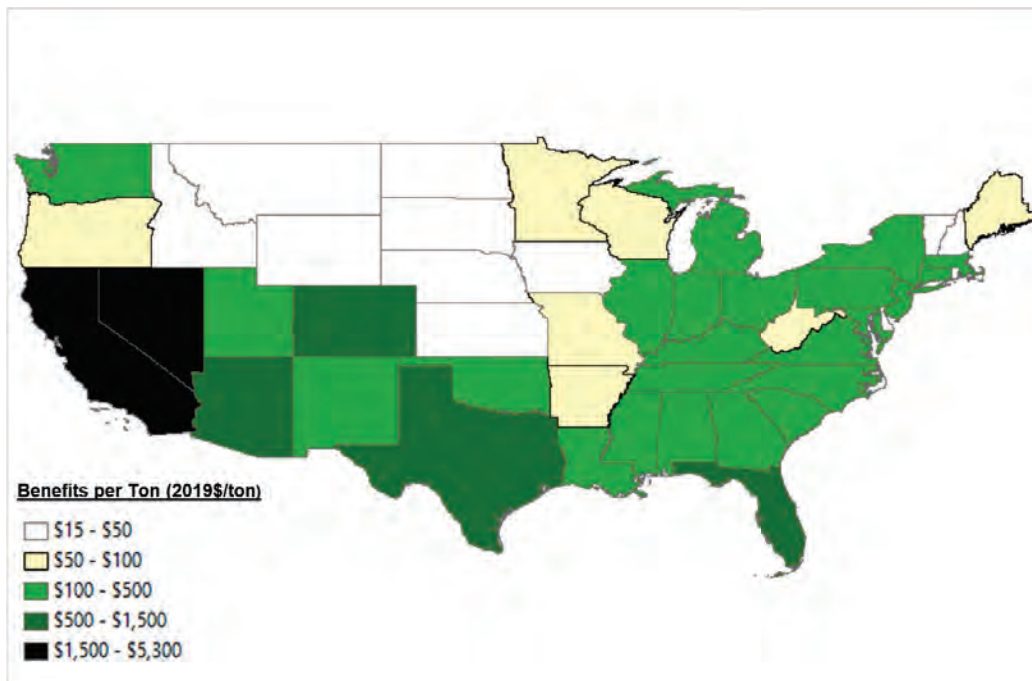 Benefits per Ton (2019$/ton)
$15 - $50
$50 - $100
$100 - $500
$500 - $1,500
$1,500 - $5,300